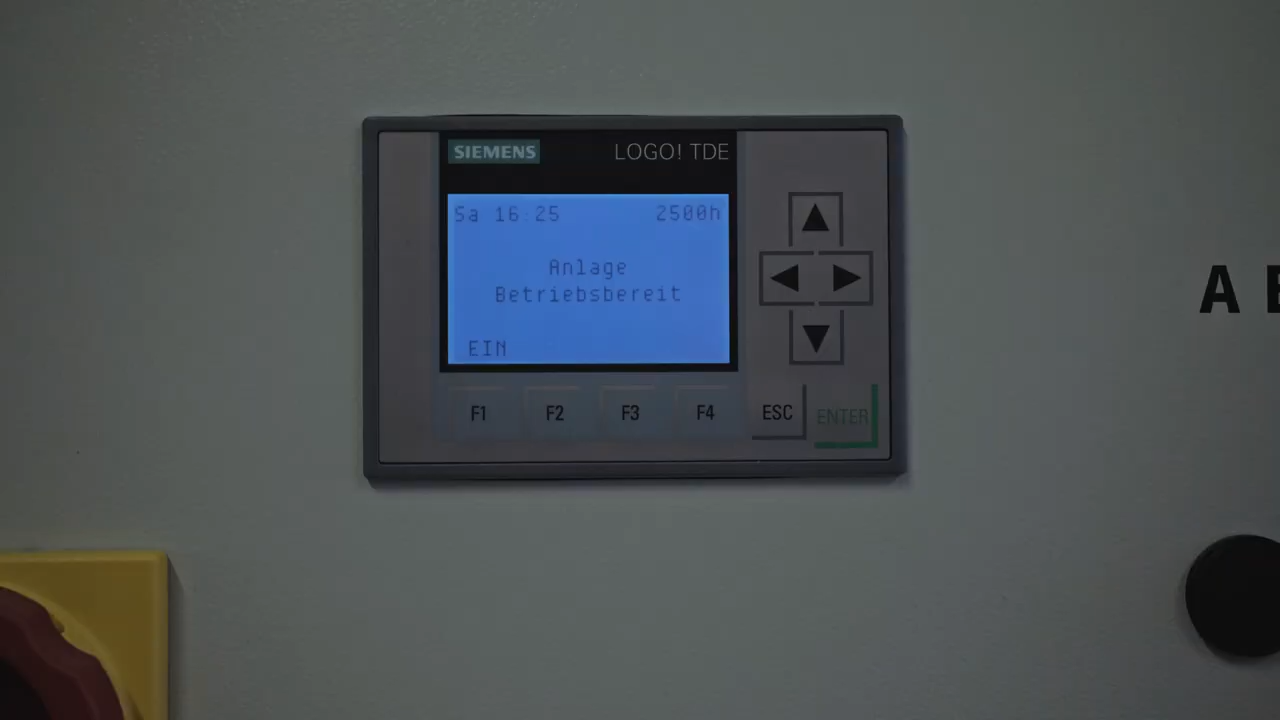 SIEMENS LOGO! TDE
Sa 16:25 2500h
Anlage
Betriebsbereit
EIN
F1 F2 F3 F4 ESC ENTER
A